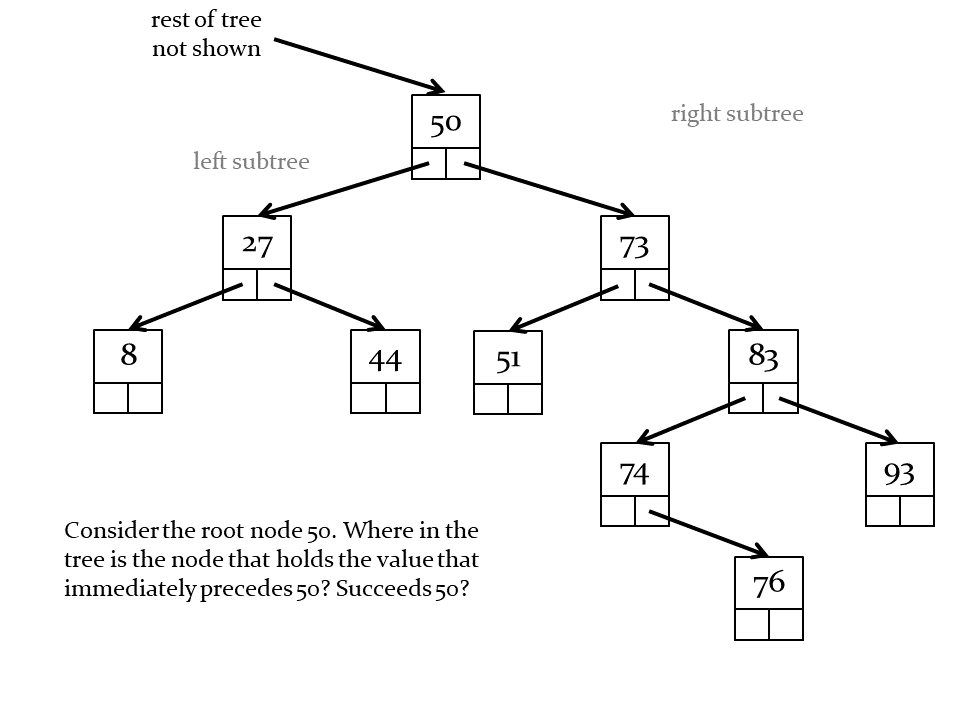 rest of tree
not shown
50
right subtree
left subtree
27
73
8
44
51
83
74
93
Consider the root node 50. Where in the
tree is the node that holds the value that
immediately precedes 50? Succeeds 50?
76